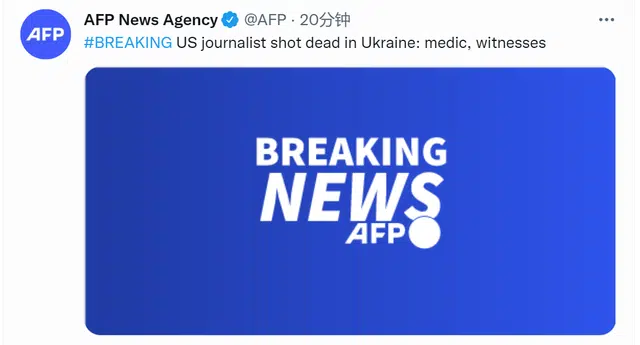 AFP
AFP News Agency @AFP · 20分钟
#BREAKING US journalist shot dead in Ukraine: medic, witnesses
BREAKING
NEWS
AFP